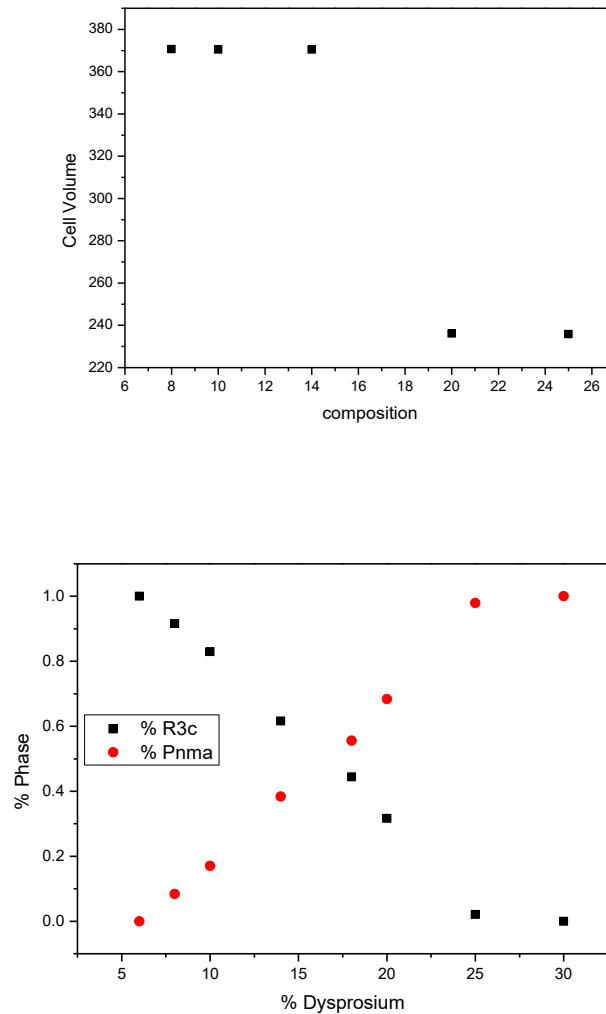 380
360
340
320
300
280
260
240
220
Cell Volume
6 8 10 12 14 16 18 20 22 24 26
composition
1.0
0.8
0.6
0.4
0.2
0.0
% Phase
% R3c
% Pnma
5 10 15 20 25 30
% Dysprosium